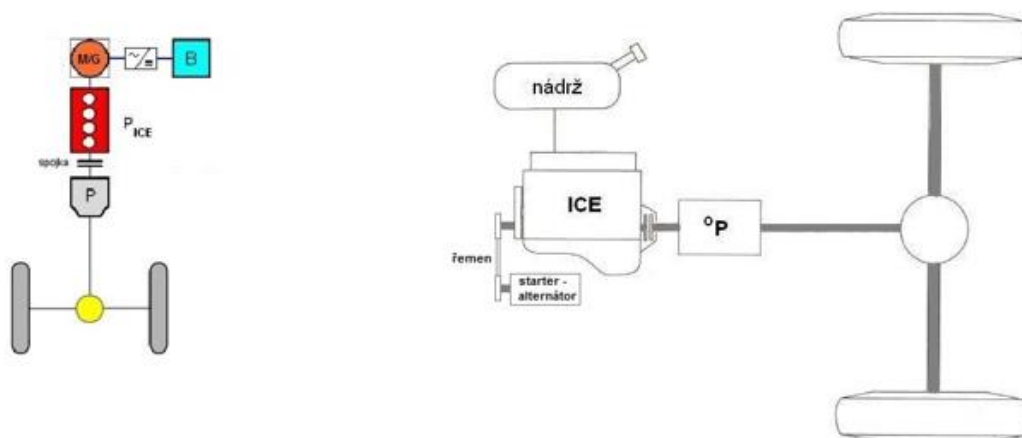 M/G
B
P ICE
spojka
P
nádrž
ICE
°P
řemen
starter -
alternátor